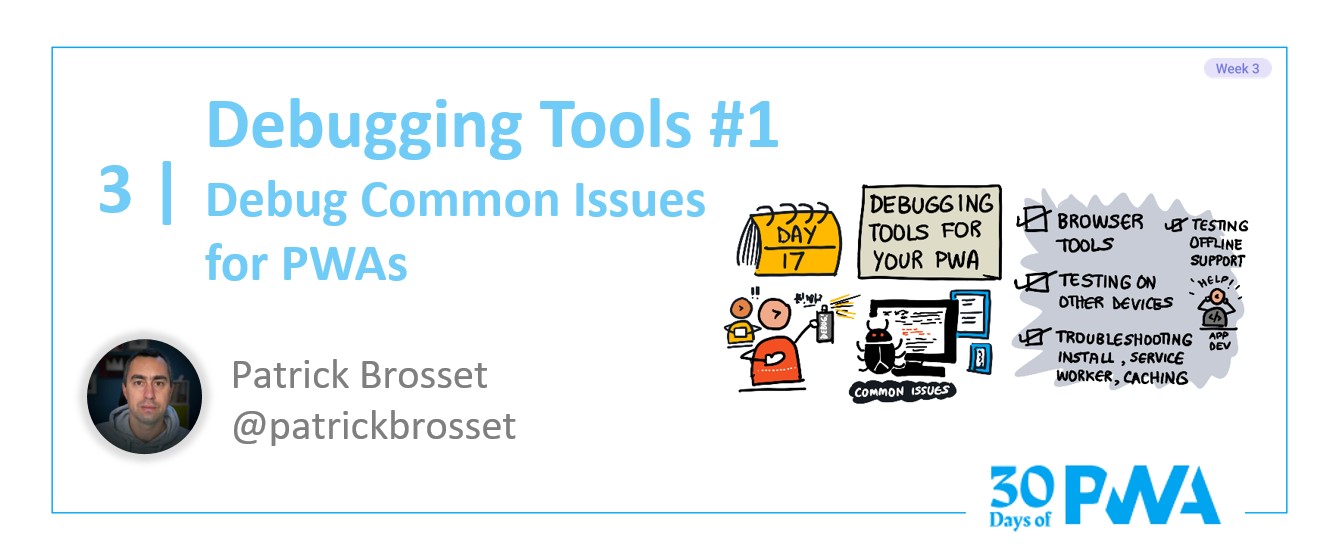 Week 3
Debugging Tools #1
3 |
Debug Common Issues
for PWAs
Patrick Brosset
@patrickbrosset
DAY
17
DEBUGGING
TOOLS FOR
YOUR PWA
COMMON ISSUES
BROWSER
TOOLS
TESTING ON
OTHER DEVICES
TROUBLESHOOTING
INSTALL, SERVICE
WORKER, CACHING
TESTING
OFFLINE
SUPPORT
"HELP!"
</>
APP
DEV
30
Days of
PWA